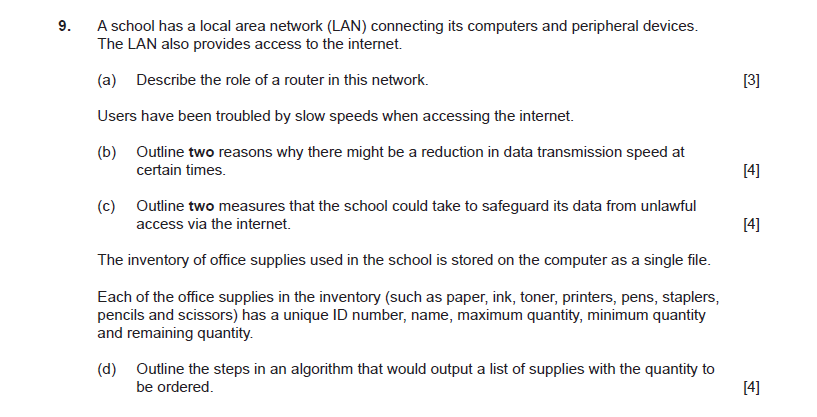 9. A school has a local area network (LAN) connecting its computers and peripheral devices.
The LAN also provides access to the internet.
(a) Describe the role of a router in this network. [3]
Users have been troubled by slow speeds when accessing the internet.
(b) Outline two reasons why there might be a reduction in data transmission speed at
certain times. [4]
(c) Outline two measures that the school could take to safeguard its data from unlawful
access via the internet. [4]
The inventory of office supplies used in the school is stored on the computer as a single file.
Each of the office supplies in the inventory (such as paper, ink, toner, printers, pens, staplers,
pencils and scissors) has a unique ID number, name, maximum quantity, minimum quantity
and remaining quantity.
(d) Outline the steps in an algorithm that would output a list of supplies with the quantity to
be ordered. [4]